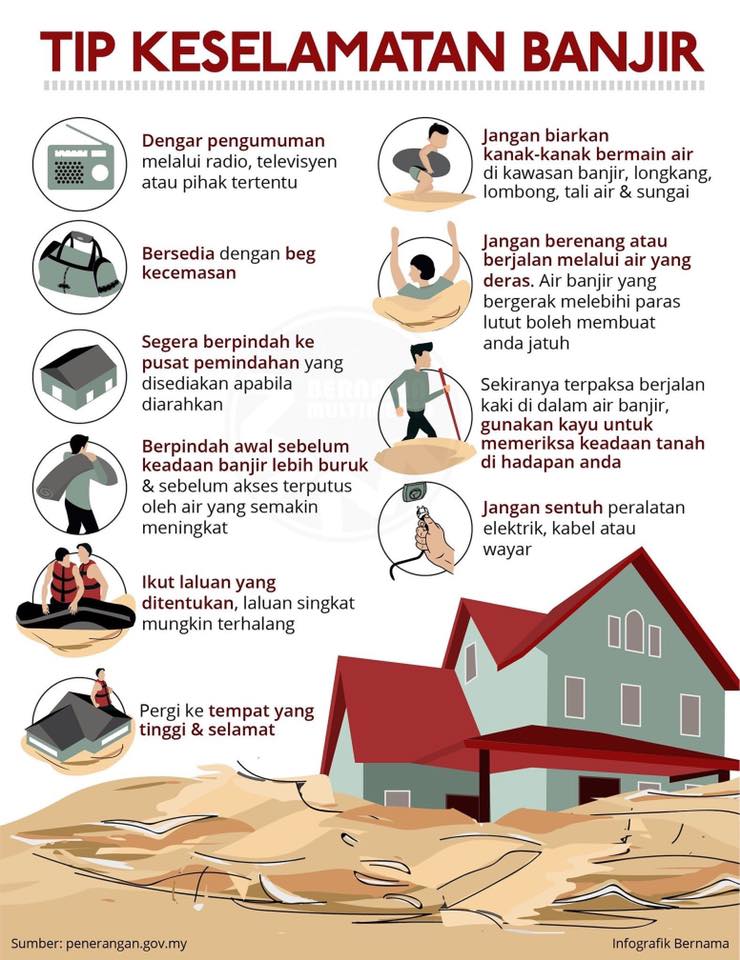 TIP KESELAMATAN BANJIR
Dengar pengumuman
melalui radio, televisyen
atau pihak tertentu
Bersedia dengan beg
kecemasan
Segera berpindah ke
pusat pemindahan yang
disediakan apabila
diarahkan
Berpindah awal sebelum
keadaan banjir lebih buruk
& sebelum akses terputus
oleh air yang semakin
meningkat
Ikut laluan yang
ditentukan, laluan singkat
mungkin terhalang
Pergi ke tempat yang
tinggi & selamat
Jangan biarkan
kanak-kanak bermain air
di kawasan banjir, longkang,
lombong, tali air & sungai
Jangan berenang atau
berjalan melalui air yang
deras. Air banjir yang
bergerak melebihi paras
lutut boleh membuat
anda jatuh
Sekiranya terpaksa berjalan
kaki di dalam air banjir,
gunakan kayu untuk
memeriksa keadaan tanah
di hadapan anda
Jangan sentuh peralatan
elektrik, kabel atau
wayar
Sumber: penerangan.gov.my
Infografik Bernama